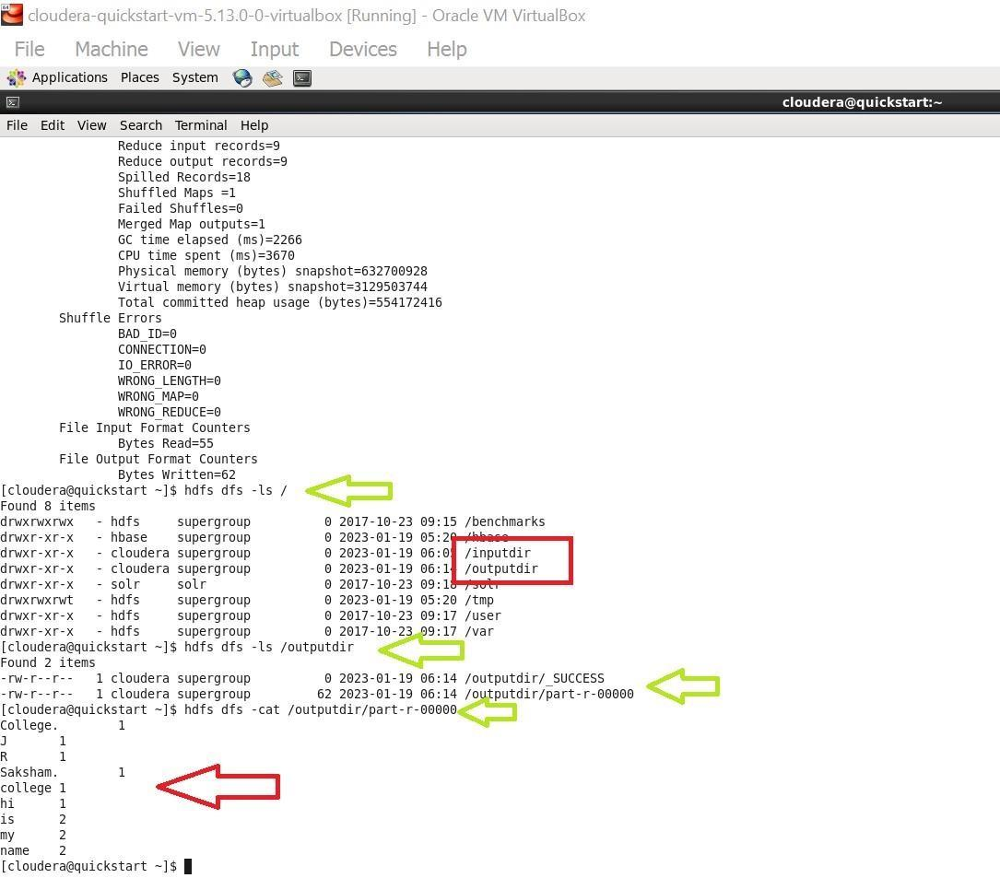 cloudera-quickstart-vm-5.13.0-0-virtualbox [Running] - Oracle VM VirtualBox
File Machine View Input Devices Help
Applications Places System
cloudera@quickstart:~
File Edit View Search Terminal Help
Reduce input records=9
Reduce output records=9
Spilled Records=18
Shuffled Maps =1
Failed Shuffles=0
Merged Map outputs=1
GC time elapsed (ms)=2266
CPU time spent (ms)=3670
Physical memory (bytes) snapshot=632700928
Virtual memory (bytes) snapshot=3129503744
Total committed heap usage (bytes)=554172416
Shuffle Errors
BAD_ID=0
CONNECTION=0
IO_ERROR=0
WRONG_LENGTH=0
WRONG_MAP=0
WRONG_REDUCE=0
File Input Format Counters
Bytes Read=55
File Output Format Counters
Bytes Written=62
[cloudera@quickstart ~]$ hdfs dfs -ls /
Found 8 items
drwxrwxrwx - hdfs supergroup 0 2017-10-23 09:15 /benchmarks
drwxr-xr-x - hbase supergroup 0 2023-01-19 05:20 /hbase
drwxr-xr-x - cloudera supergroup 0 2023-01-19 /inputdir
drwxr-xr-x - cloudera supergroup 0 2023-01-19 06:14 /outputdir
drwxr-xr-x - solr solr 0 2017-10-23 09:18 /solr
drwxrwxrwt - hdfs supergroup 0 2023-01-19 05:20 /tmp
drwxr-xr-x - hdfs supergroup 0 2017-10-23 09:17 /user
drwxr-xr-x - hdfs supergroup 0 2017-10-23 09:17 /var
[cloudera@quickstart ~]$ hdfs dfs -ls /outputdir
Found 2 items
-rw-r--r-- 1 cloudera supergroup 0 2023-01-19 06:14 /outputdir/_SUCCESS
-rw-r--r-- 1 cloudera supergroup 62 2023-01-19 06:14 /outputdir/part-r-00000
[cloudera@quickstart ~]$ hdfs dfs -cat /outputdir/part-r-00000
College. 1
J 1
R 1
Saksham. 1
college 1
hi 1
is 2
my 2
name 2
[cloudera@quickstart ~]$